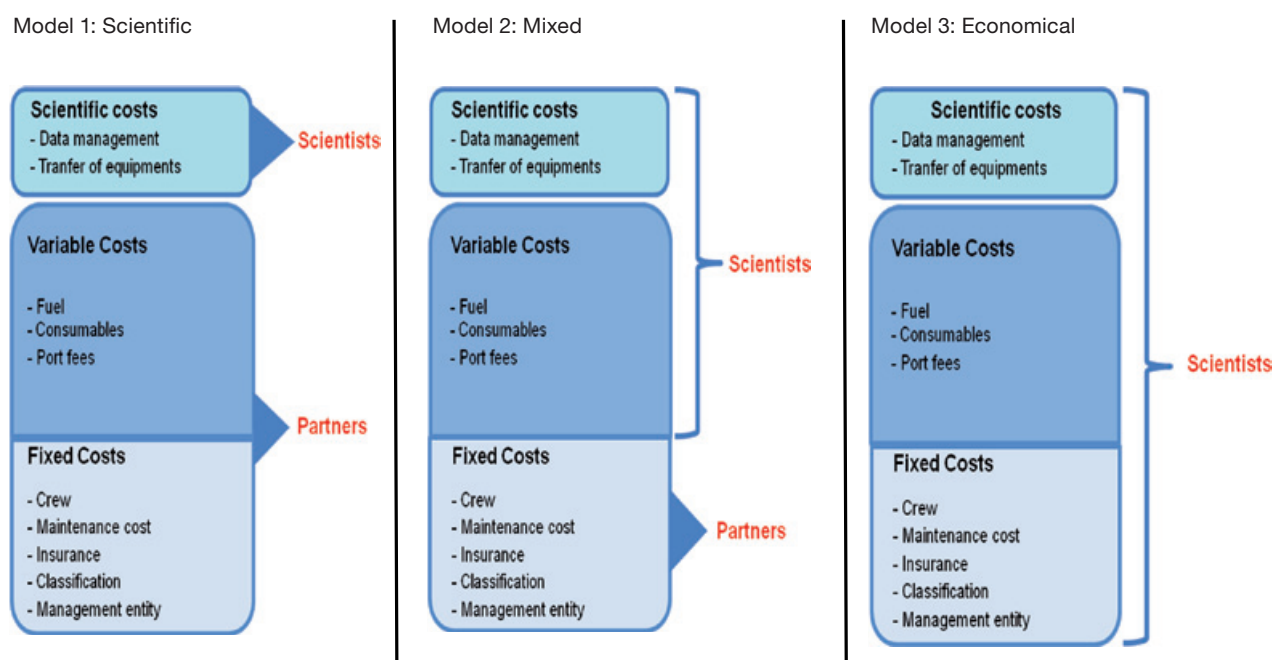 Model 1: Scientific
Scientific costs
- Data management
- Tranfer of equipments
Scientists
Variable Costs
- Fuel
- Consumables
- Port fees
Partners
Fixed Costs
- Crew
- Maintenance cost
- Insurance
- Classification
- Management entity
Model 2: Mixed
Scientific costs
- Data management
- Tranfer of equipments
Variable Costs
Scientists
- Fuel
- Consumables
- Port fees
Fixed Costs
- Crew
- Maintenance cost
Partners
- Insurance
- Classification
- Management entity
Model 3: Economical
Scientific costs
- Data management
- Tranfer of equipments
Variable Costs
- Fuel
- Consumables
- Port fees
Scientists
Fixed Costs
- Crew
- Maintenance cost
- Insurance
- Classification
- Management entity